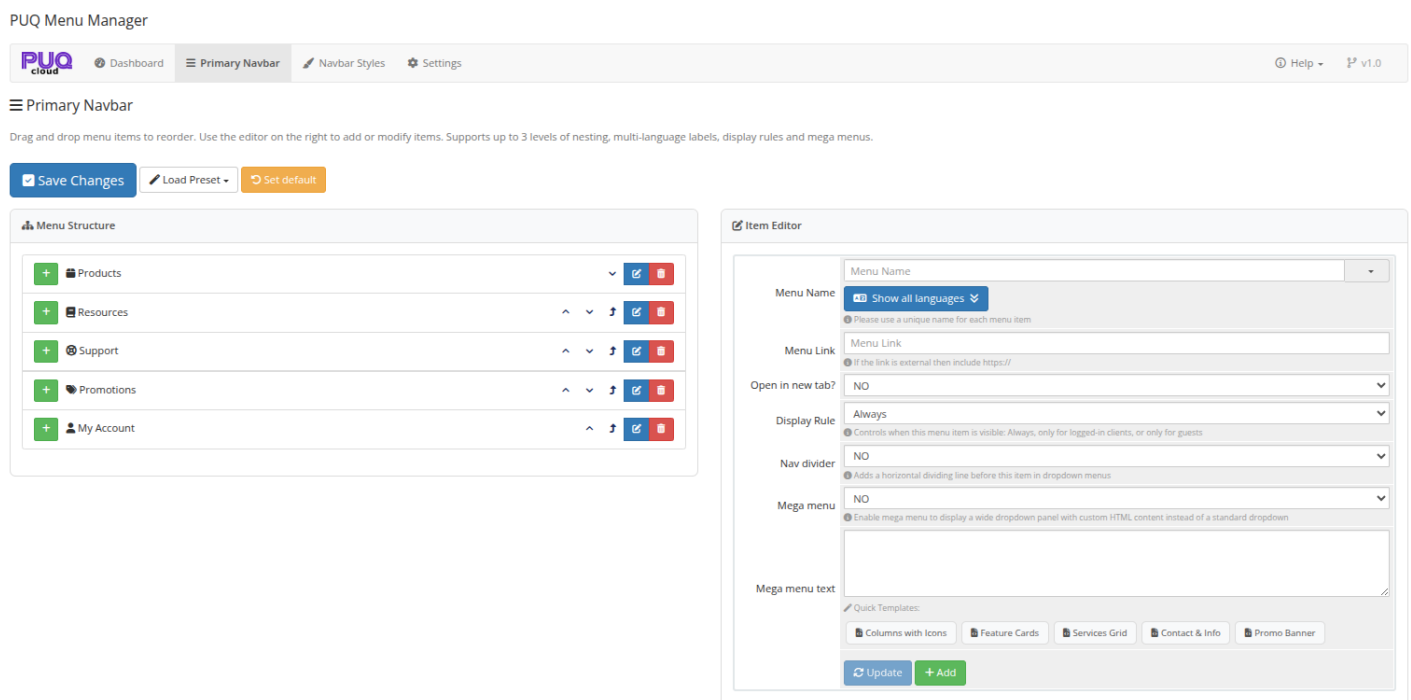 PUQ Menu Manager
PUQ cloud
Dashboard
Primary Navbar
Navbar Styles
Settings
Help
v1.0
Primary Navbar
Drag and drop menu items to reorder. Use the editor on the right to add or modify items. Supports up to 3 levels of nesting, multi-language labels, display rules and mega menus.
Save Changes
Load Preset
Set default
Menu Structure
Products
Resources
Support
Promotions
My Account
Item Editor
Menu Name
Menu Name
Show all languages
Please use a unique name for each menu item
Menu Link
Menu Link
If the link is external then include https://
Open in new tab?
NO
Display Rule
Always
Controls when this menu item is visible: Always, only for logged-in clients, or only for guests
Nav divider
NO
Adds a horizontal dividing line before this item in dropdown menus
Mega menu
NO
Enable mega menu to display a wide dropdown panel with custom HTML content instead of a standard dropdown
Mega menu text
Quick Templates:
Columns with Icons
Feature Cards
Services Grid
Contact & Info
Promo Banner
Update
+ Add